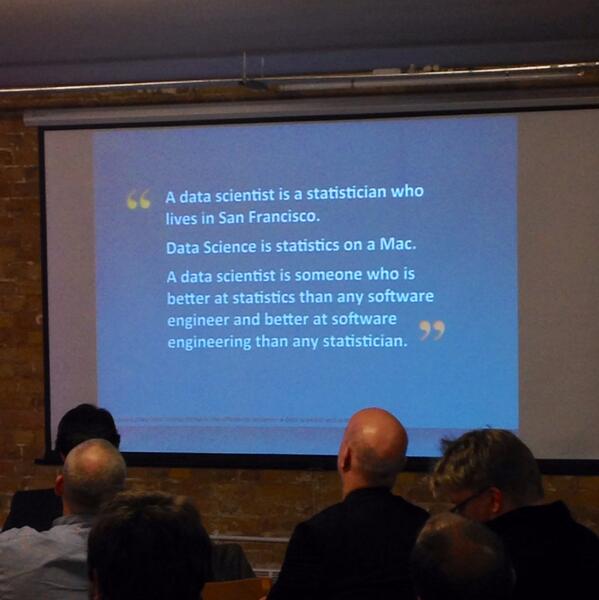 “ A data scientist is a statistician who
lives in San Francisco.
Data Science is statistics on a Mac.
A data scientist is someone who is
better at statistics than any software
engineer and better at software
engineering than any statistician. ”